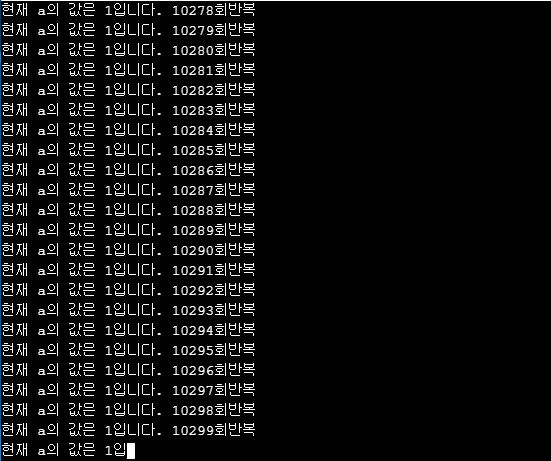 현재 a의 값은 1입니다. 10278회반복
현재 a의 값은 1입니다. 10279회반복
현재 a의 값은 1입니다. 10280회반복
현재 a의 값은 1입니다. 10281회반복
현재 a의 값은 1입니다. 10282회반복
현재 a의 값은 1입니다. 10283회반복
현재 a의 값은 1입니다. 10284회반복
현재 a의 값은 1입니다. 10285회반복
현재 a의 값은 1입니다. 10286회반복
현재 a의 값은 1입니다. 10287회반복
현재 a의 값은 1입니다. 10288회반복
현재 a의 값은 1입니다. 10289회반복
현재 a의 값은 1입니다. 10290회반복
현재 a의 값은 1입니다. 10291회반복
현재 a의 값은 1입니다. 10292회반복
현재 a의 값은 1입니다. 10293회반복
현재 a의 값은 1입니다. 10294회반복
현재 a의 값은 1입니다. 10295회반복
현재 a의 값은 1입니다. 10296회반복
현재 a의 값은 1입니다. 10297회반복
현재 a의 값은 1입니다. 10298회반복
현재 a의 값은 1입니다. 10299회반복
현재 a의 값은 1입